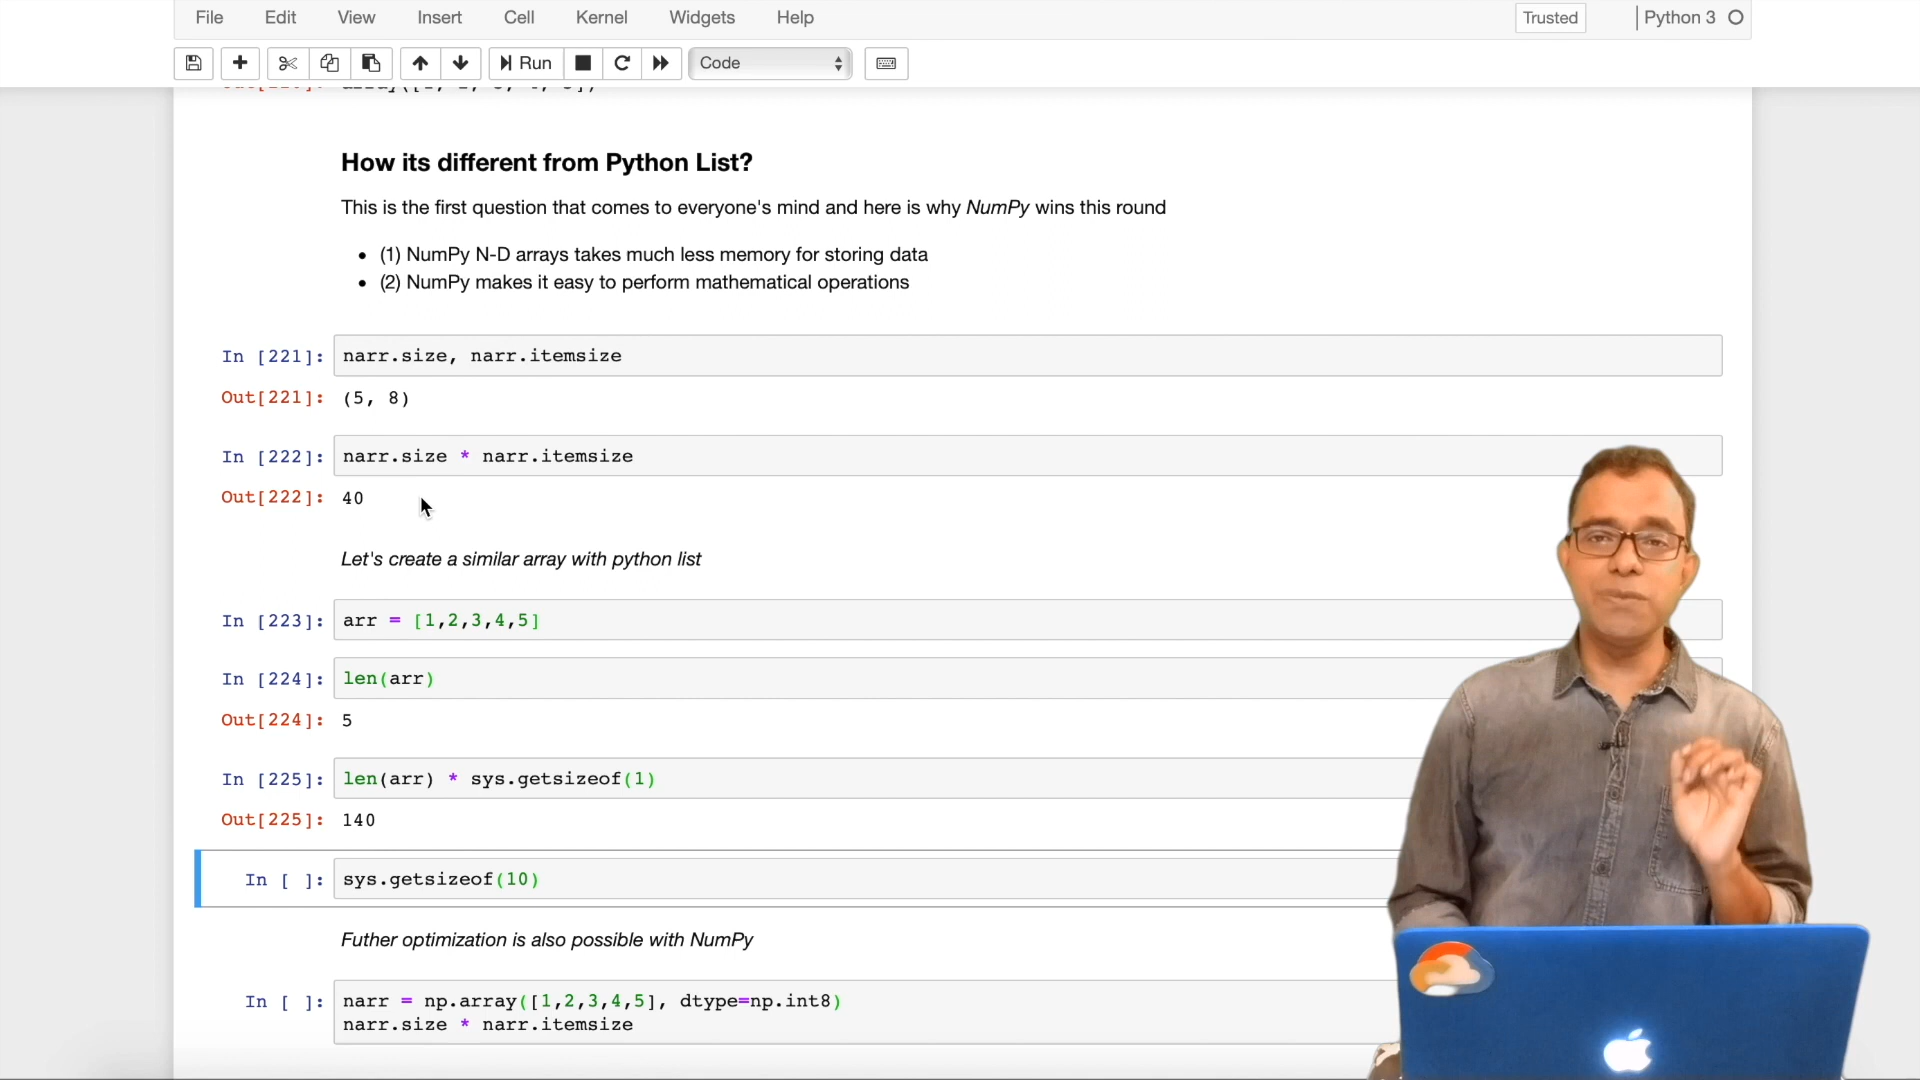 File Edit View Insert Cell Kernel Widgets Help Trusted Python 3
Run Code
How its different from Python List?
This is the first question that comes to everyone's mind and here is why NumPy wins this round
(1) NumPy N-D arrays takes much less memory for storing data
(2) NumPy makes it easy to perform mathematical operations
In [221]: narr.size, narr.itemsize
Out[221]: (5, 8)
In [222]: narr.size * narr.itemsize
Out[222]: 40
Let's create a similar array with python list
In [223]: arr = [1,2,3,4,5]
In [224]: len(arr)
Out[224]: 5
In [225]: len(arr) * sys.getsizeof(1)
Out[225]: 140
In [ ]: sys.getsizeof(10)
Futher optimization is also possible with NumPy
In [ ]: narr = np.array([1,2,3,4,5], dtype=np.int8)
narr.size * narr.itemsize